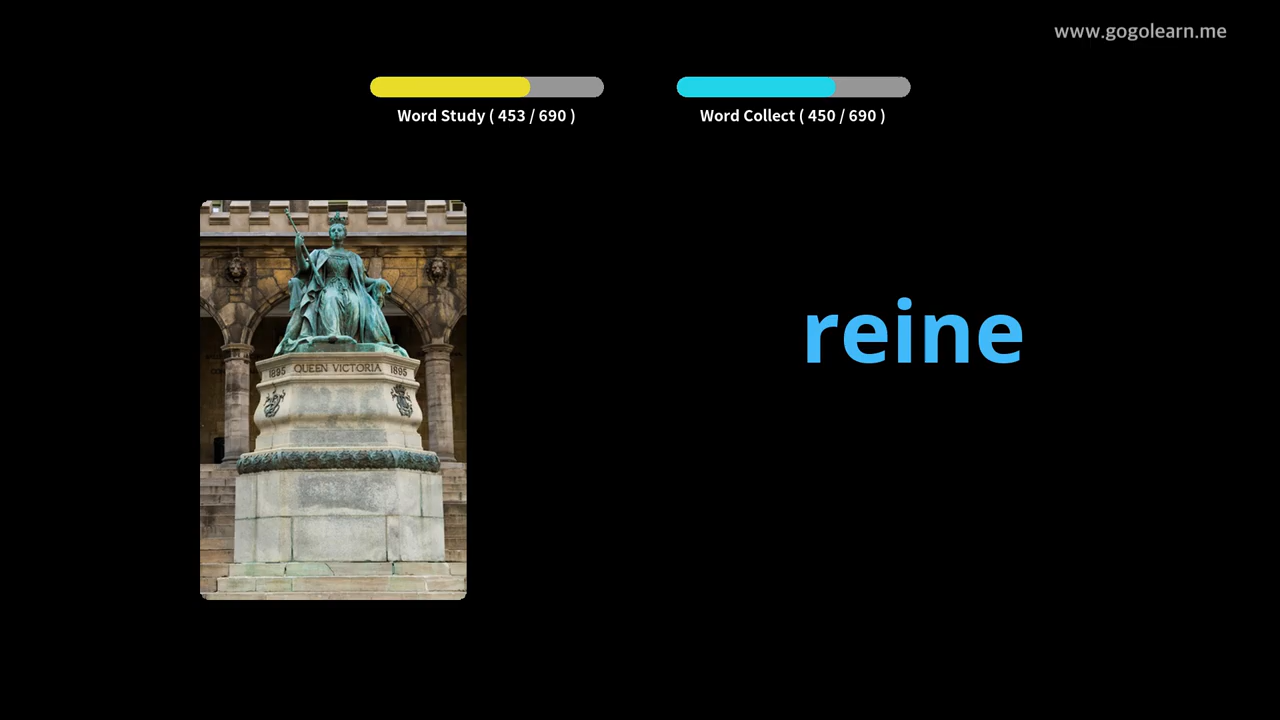 www.gogolearn.me
Word Study ( 453 / 690 )
Word Collect ( 450 / 690 )
reine
1895 QUEEN VICTORIA 1895